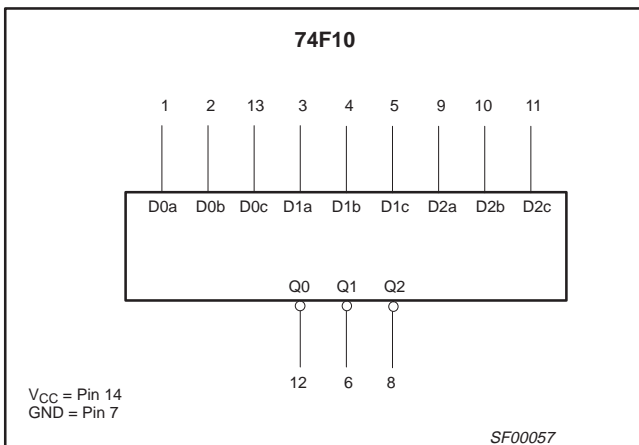 74F10
1 2 13 3 4 5 9 10 11
D0a D0b D0c D1a D1b D1c D2a D2b D2c
Q0 Q1 Q2
12 6 8
VCC = Pin 14
GND = Pin 7
SF00057